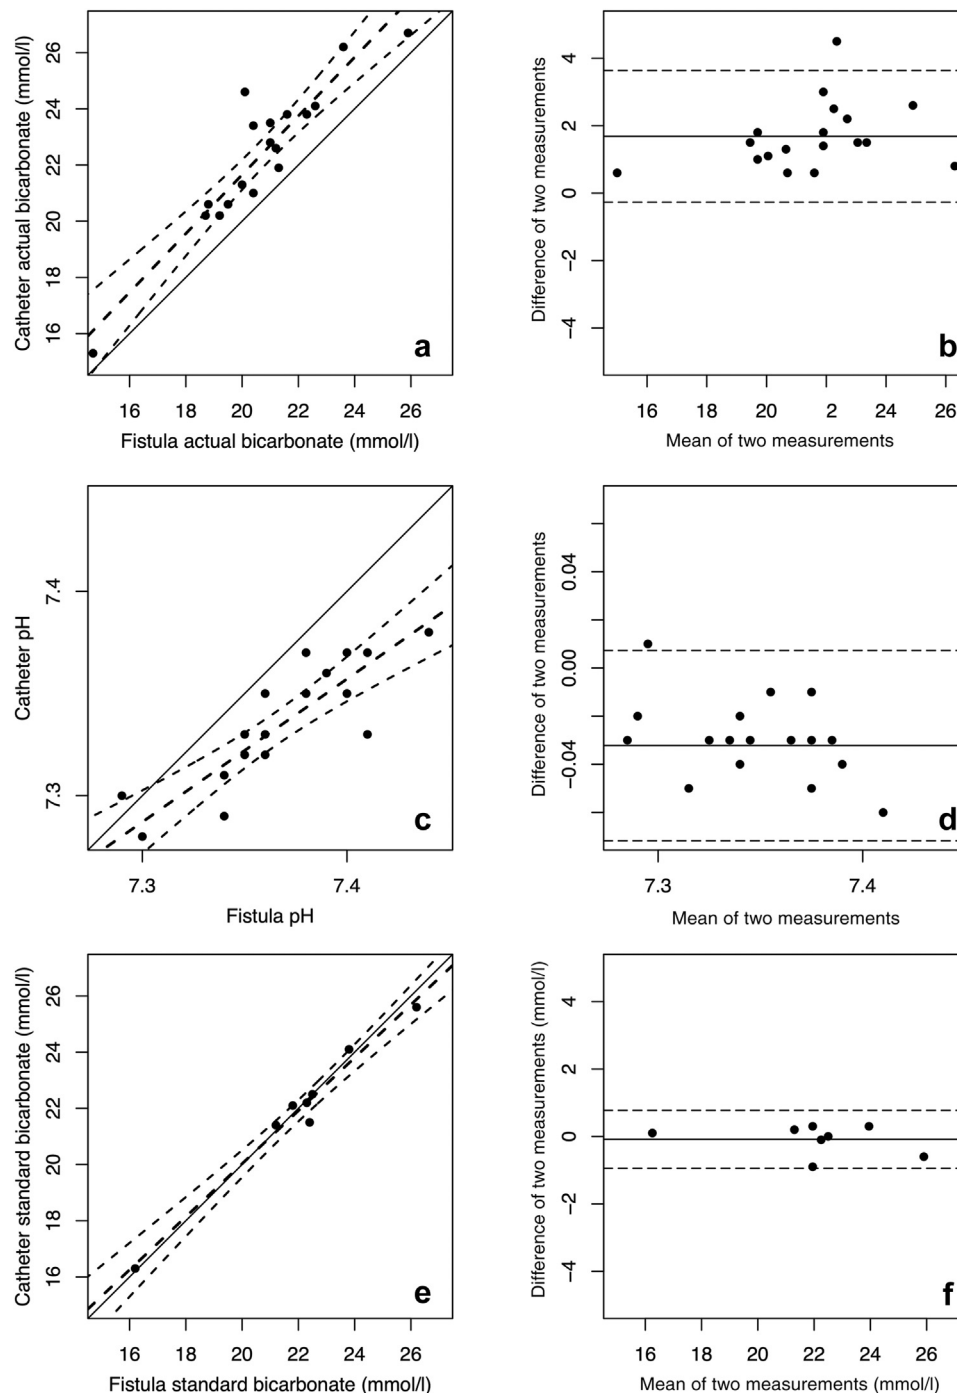 Catheter actual bicarbonate (mmol/l)
26
24
22
20
18
16
a
16 18 20 22 24 26
Fistula actual bicarbonate (mmol/l)
Difference of two measurements
4
2
0
−2
−4
b
16 18 20 2 24 26
Mean of two measurements
Catheter pH
7.4
7.3
c
7.3 7.4
Fistula pH
Difference of two measurements
0.04
0.00
−0.04
d
7.3 7.4
Mean of two measurements
Catheter standard bicarbonate (mmol/l)
26
24
22
20
18
16
e
16 18 20 22 24 26
Fistula standard bicarbonate (mmol/l)
Difference of two measurements (mmol/l)
4
2
0
−2
−4
f
16 18 20 22 24 26
Mean of two measurements (mmol/l)